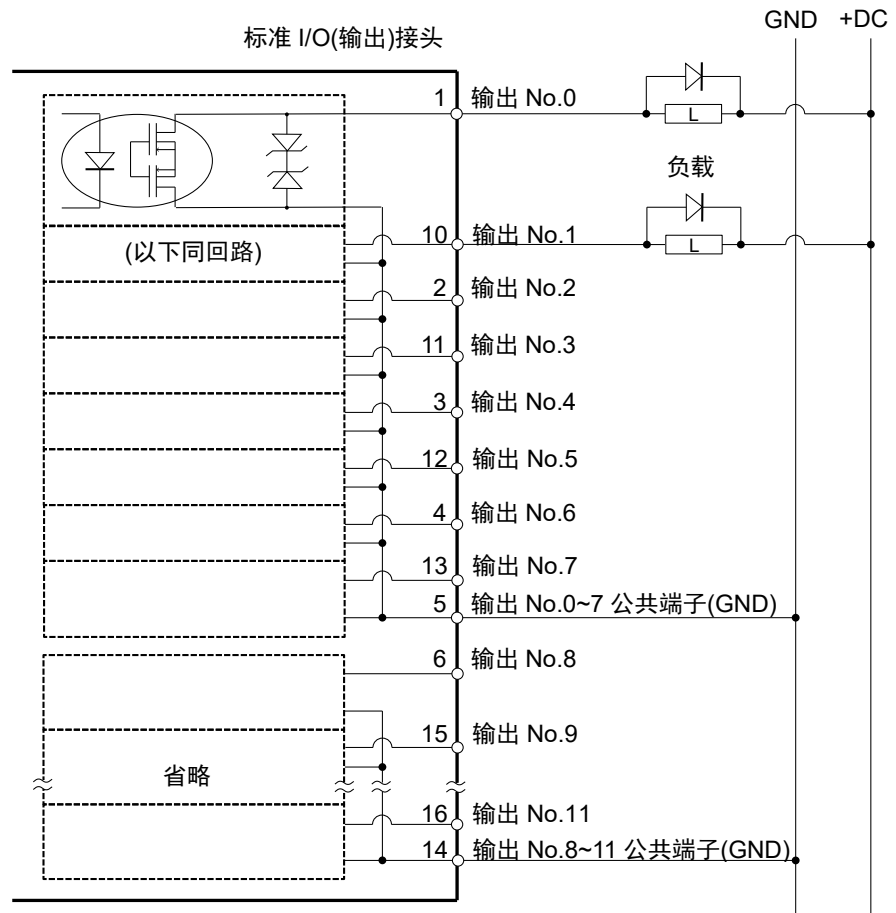 GND +DC
标准 I/O(输出)接头
1 输出 No.0
L
负载
(以下同回路)
10 输出 No.1
L
2 输出 No.2
11 输出 No.3
3 输出 No.4
12 输出 No.5
4 输出 No.6
13 输出 No.7
5 输出 No.0~7 公共端子(GND)
6 输出 No.8
15 输出 No.9
省略
16 输出 No.11
14 输出 No.8~11 公共端子(GND)